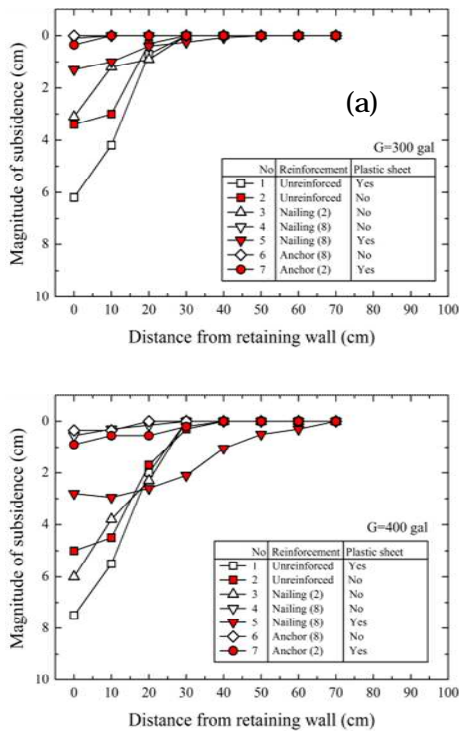 0
2
4
6
8
10
Magnitude of subsidence (cm)
(a)
G=300 gal
No Reinforcement Plastic sheet
1 Unreinforced Yes
2 Unreinforced No
3 Nailing (2) No
4 Nailing (8) No
5 Nailing (8) Yes
6 Anchor (8) No
7 Anchor (2) Yes
0 10 20 30 40 50 60 70 80 90 100
Distance from retaining wall (cm)
0
2
4
6
8
10
Magnitude of subsidence (cm)
G=400 gal
No Reinforcement Plastic sheet
1 Unreinforced Yes
2 Unreinforced No
3 Nailing (2) No
4 Nailing (8) No
5 Nailing (8) Yes
6 Anchor (8) No
7 Anchor (2) Yes
0 10 20 30 40 50 60 70 80 90 100
Distance from retaining wall (cm)